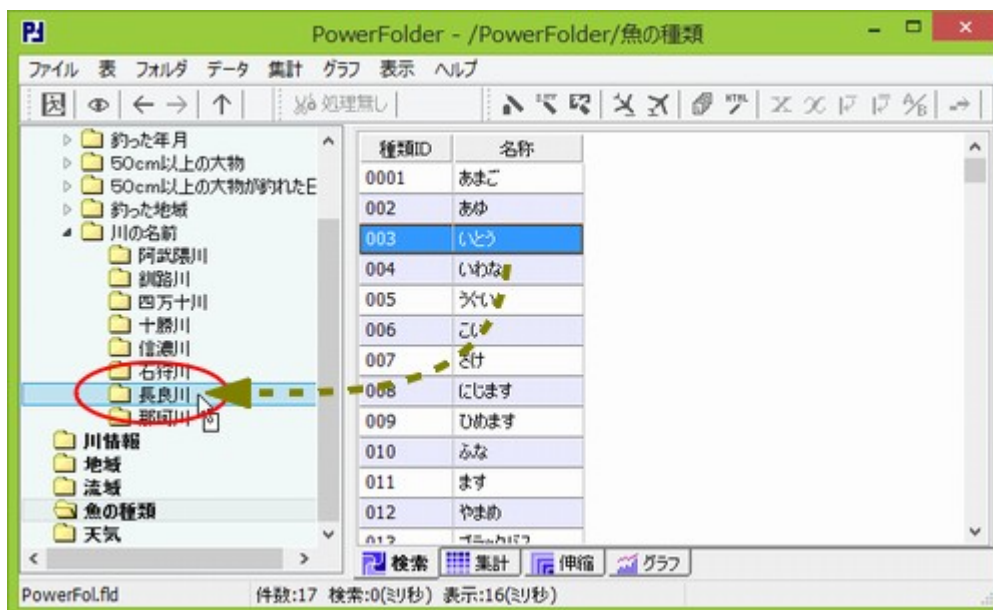 PowerFolder - /PowerFolder/魚の種類
ファイル 表 フォルダ データ 集計 グラフ 表示 ヘルプ
処理無し
釣った年月
50cm以上の大物
50cm以上の大物が釣れたE
釣った地域
川の名前
阿武隈川
釧路川
四万十川
十勝川
信濃川
石狩川
長良川
那珂川
川情報
地域
流域
魚の種類
天気
種類ID 名称
0001 あまご
002 あゆ
003 いとう
004 いわな
005 うぐい
006 こい
007 さけ
008 にじます
009 ひめます
010 ふな
011 ます
012 やまめ
013 ブラックバス
検索 集計 伸縮 グラフ
PowerFol.fld 件数:17 検索:0(ミリ秒) 表示:16(ミリ秒)